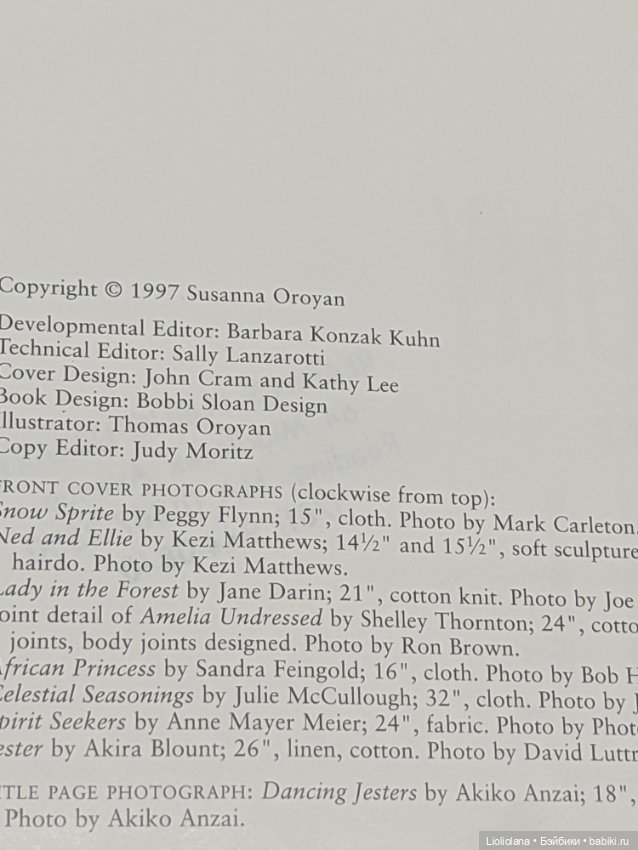 Copyright © 1997 Susanna Oroyan
Developmental Editor: Barbara Konzak Kuhn
Technical Editor: Sally Lanzarotti
Cover Design: John Cram and Kathy Lee
Book Design: Bobbi Sloan Design
Illustrator: Thomas Oroyan
Copy Editor: Judy Moritz
FRONT COVER PHOTOGRAPHS (clockwise from top):
Snow Sprite by Peggy Flynn; 15", cloth. Photo by Mark Carleton.
Ned and Ellie by Kezi Matthews; 14½" and 15½", soft sculpture
hairdo. Photo by Kezi Matthews.
Lady in the Forest by Jane Darin; 21", cotton knit. Photo by Joe
Joint detail of Amelia Undressed by Shelley Thornton; 24", cotto
joints, body joints designed. Photo by Ron Brown.
African Princess by Sandra Feingold; 16", cloth. Photo by Bob H
Celestial Seasonings by Julie McCullough; 32", cloth. Photo by J
Spirit Seekers by Anne Mayer Meier; 24", fabric. Photo by Phot
Jester by Akira Blount; 26", linen, cotton. Photo by David Luttr
TITLE PAGE PHOTOGRAPH: Dancing Jesters by Akiko Anzai; 18",
Photo by Akiko Anzai.
Lioliolana • Бэйбики • babiki.ru